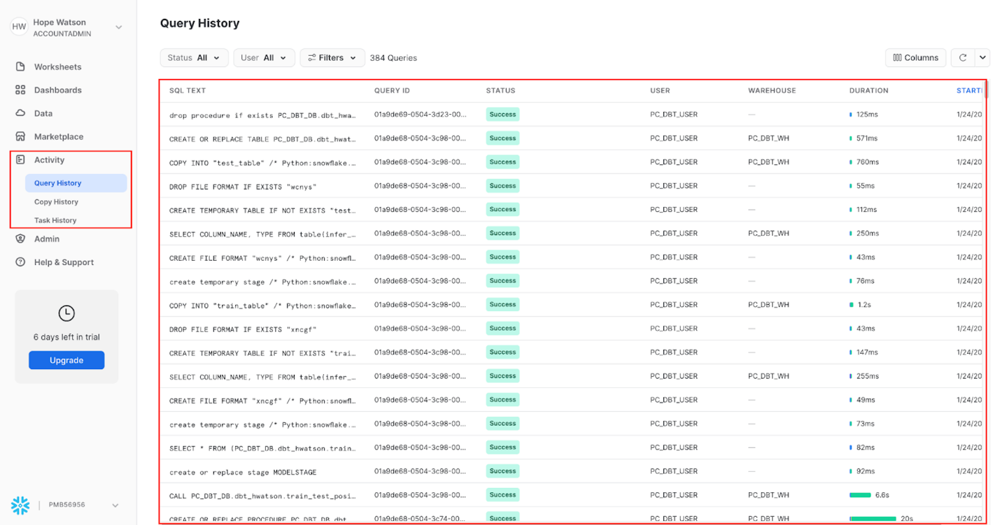 HW Hope Watson
ACCOUNTADMIN
Worksheets
Dashboards
Data
Marketplace
Activity
Query History
Copy History
Task History
Admin
Help & Support
6 days left in trial
Upgrade
PMB56956
Query History
Status All User All Filters 384 Queries Columns
SQL TEXT QUERY ID STATUS USER WAREHOUSE DURATION START
drop procedure if exists PC_DBT_DB.dbt_hwa... 01a9de69-0504-3d23-00... Success PC_DBT_USER — 125ms 1/24/20
CREATE OR REPLACE TABLE PC_DBT_DB.dbt_hwat... 01a9de68-0504-3c98-00... Success PC_DBT_USER PC_DBT_WH 571ms 1/24/20
COPY INTO "test_table" /* Python:snowflake.... 01a9de68-0504-3c98-00... Success PC_DBT_USER PC_DBT_WH 760ms 1/24/20
DROP FILE FORMAT IF EXISTS "wcnys" 01a9de68-0504-3c98-00... Success PC_DBT_USER — 55ms 1/24/20
CREATE TEMPORARY TABLE IF NOT EXISTS "test... 01a9de68-0504-3c98-00... Success PC_DBT_USER — 112ms 1/24/20
SELECT COLUMN_NAME, TYPE FROM table(infer_... 01a9de68-0504-3c98-00... Success PC_DBT_USER PC_DBT_WH 250ms 1/24/20
CREATE FILE FORMAT "wcnys" /* Python:snowfl... 01a9de68-0504-3c98-00... Success PC_DBT_USER — 43ms 1/24/20
create temporary stage /* Python:snowflake.... 01a9de68-0504-3c98-00... Success PC_DBT_USER — 76ms 1/24/20
COPY INTO "train_table" /* Python:snowflake... 01a9de68-0504-3c98-00... Success PC_DBT_USER PC_DBT_WH 1.2s 1/24/20
DROP FILE FORMAT IF EXISTS "xncgf" 01a9de68-0504-3c98-00... Success PC_DBT_USER — 43ms 1/24/20
CREATE TEMPORARY TABLE IF NOT EXISTS "trai... 01a9de68-0504-3c98-00... Success PC_DBT_USER — 147ms 1/24/20
SELECT COLUMN_NAME, TYPE FROM table(infer_... 01a9de68-0504-3c98-00... Success PC_DBT_USER PC_DBT_WH 255ms 1/24/20
CREATE FILE FORMAT "xncgf" /* Python:snowfl... 01a9de68-0504-3c98-00... Success PC_DBT_USER — 49ms 1/24/20
create temporary stage /* Python:snowflake.... 01a9de68-0504-3c98-00... Success PC_DBT_USER — 73ms 1/24/20
SELECT * FROM (PC_DBT_DB.dbt_hwatson.train... 01a9de68-0504-3c98-00... Success PC_DBT_USER — 82ms 1/24/20
create or replace stage MODELSTAGE 01a9de68-0504-3c98-00... Success PC_DBT_USER — 92ms 1/24/20
CALL PC_DBT_DB.dbt_hwatson.train_test_posi... 01a9de68-0504-3c98-00... Success PC_DBT_USER PC_DBT_WH 6.6s 1/24/20
CREATE OR REPLACE PROCEDURE PC_DBT_DB.dbt_... 01a9de68-0504-3c74-00... Success PC_DBT_USER PC_DBT_WH 20s 1/24/20